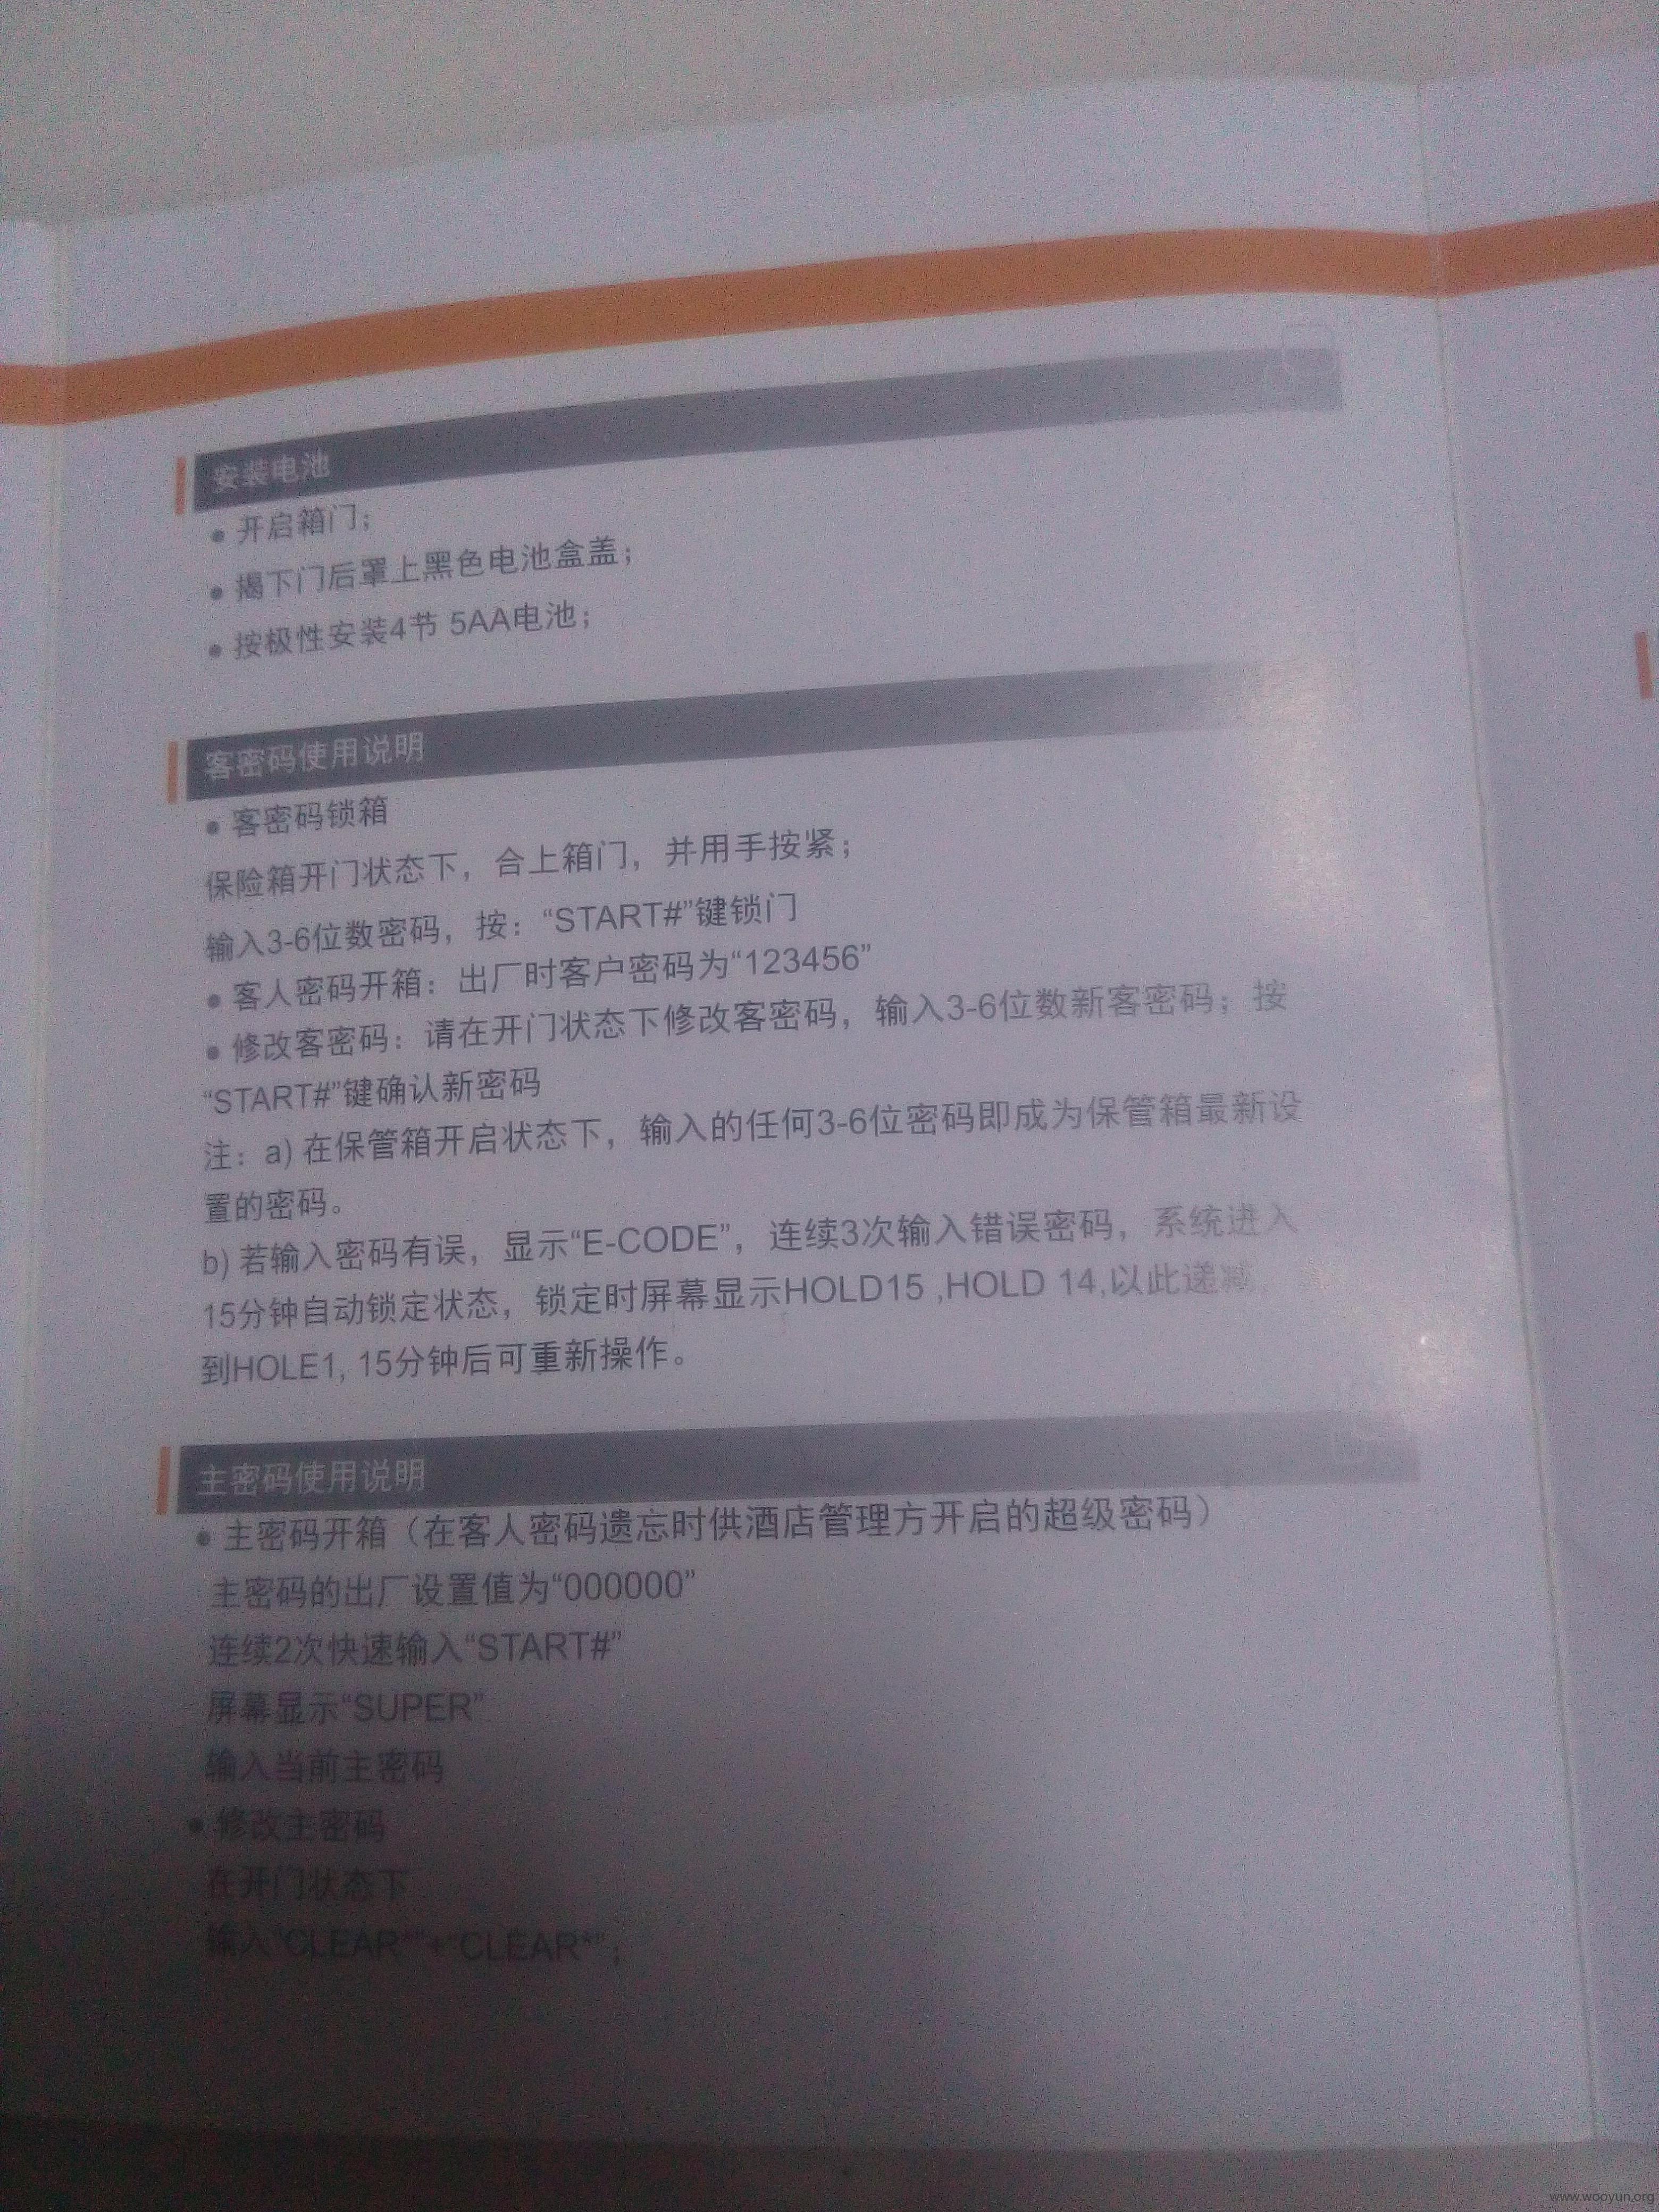 安装电池
• 开启箱门；
• 揭下门后罩上黑色电池盒盖；
• 按极性安装4节 5AA电池；
客密码使用说明
• 客密码锁箱
保险箱开门状态下，合上箱门，并用手按紧；
输入3-6位数密码，按：“START#”键锁门
• 客人密码开箱：出厂时客户密码为“123456”
• 修改客密码：请在开门状态下修改客密码，输入3-6位数新客密码；按
“START#”键确认新密码
注：a) 在保管箱开启状态下，输入的任何3-6位密码即成为保管箱最新设
置的密码。
b) 若输入密码有误，显示“E-CODE”，连续3次输入错误密码，系统进入
15分钟自动锁定状态，锁定时屏幕显示HOLD15 ,HOLD 14,以此递减
到HOLE1, 15分钟后可重新操作。
主密码使用说明
• 主密码开箱（在客人密码遗忘时供酒店管理方开启的超级密码）
主密码的出厂设置值为“000000”
连续2次快速输入“START#”
屏幕显示“SUPER”
输入当前主密码
• 修改主密码
在开门状态下
输入“CLEAR*”+“CLEAR*”；
www.wooyun.org